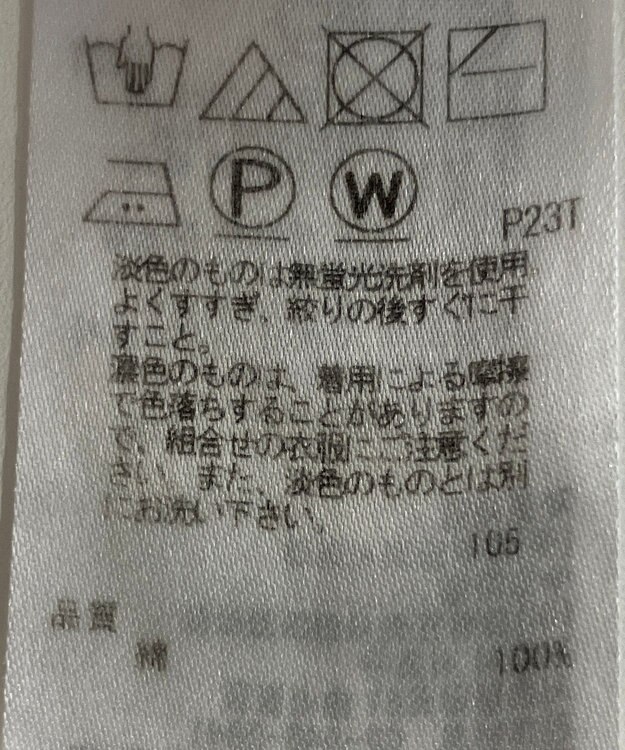 P W P23T
淡色のものは無蛍光洗剤を使用
よくすすぎ、絞りの後すぐに干
すこと。
濃色のものは、着用による摩擦
で色落ちすることがありますの
で、組合せの衣服にご注意くだ
さい。また、淡色のものとは別
にお洗い下さい。
105
品質
綿 100%